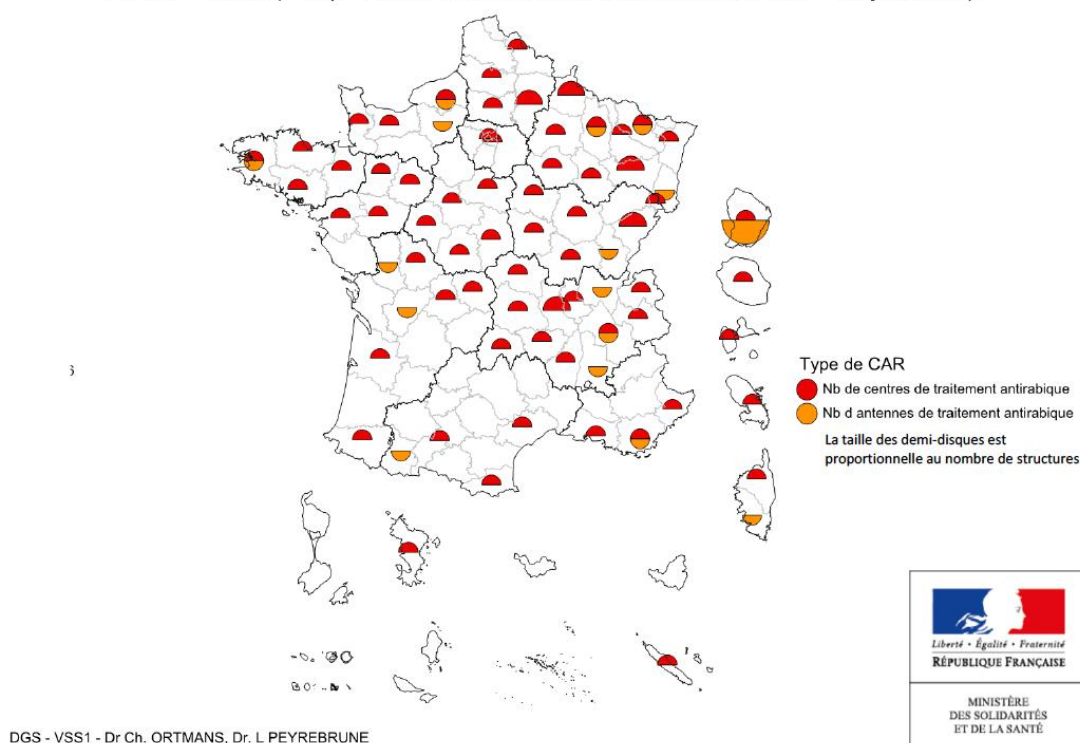 Type de CAR
Nb de centres de traitement antirabique
Nb d antennes de traitement antirabique
La taille des demi-disques est
proportionnelle au nombre de structures
Liberté • Égalité • Fraternité
RÉPUBLIQUE FRANÇAISE
MINISTÈRE
DES SOLIDARITÉS
ET DE LA SANTÉ
DGS - VSS1 - Dr Ch. ORTMANS, Dr. L PEYREBRUNE